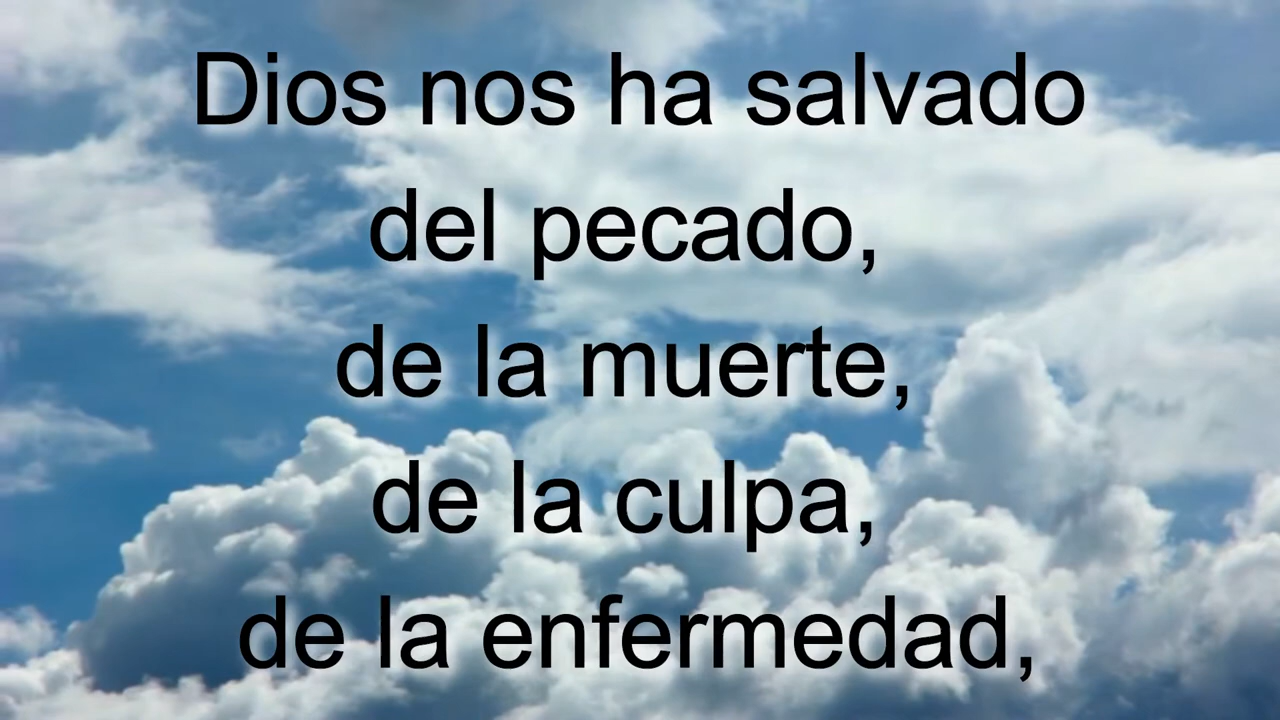 Dios nos ha salvado
del pecado,
de la muerte,
de la culpa,
de la enfermedad,